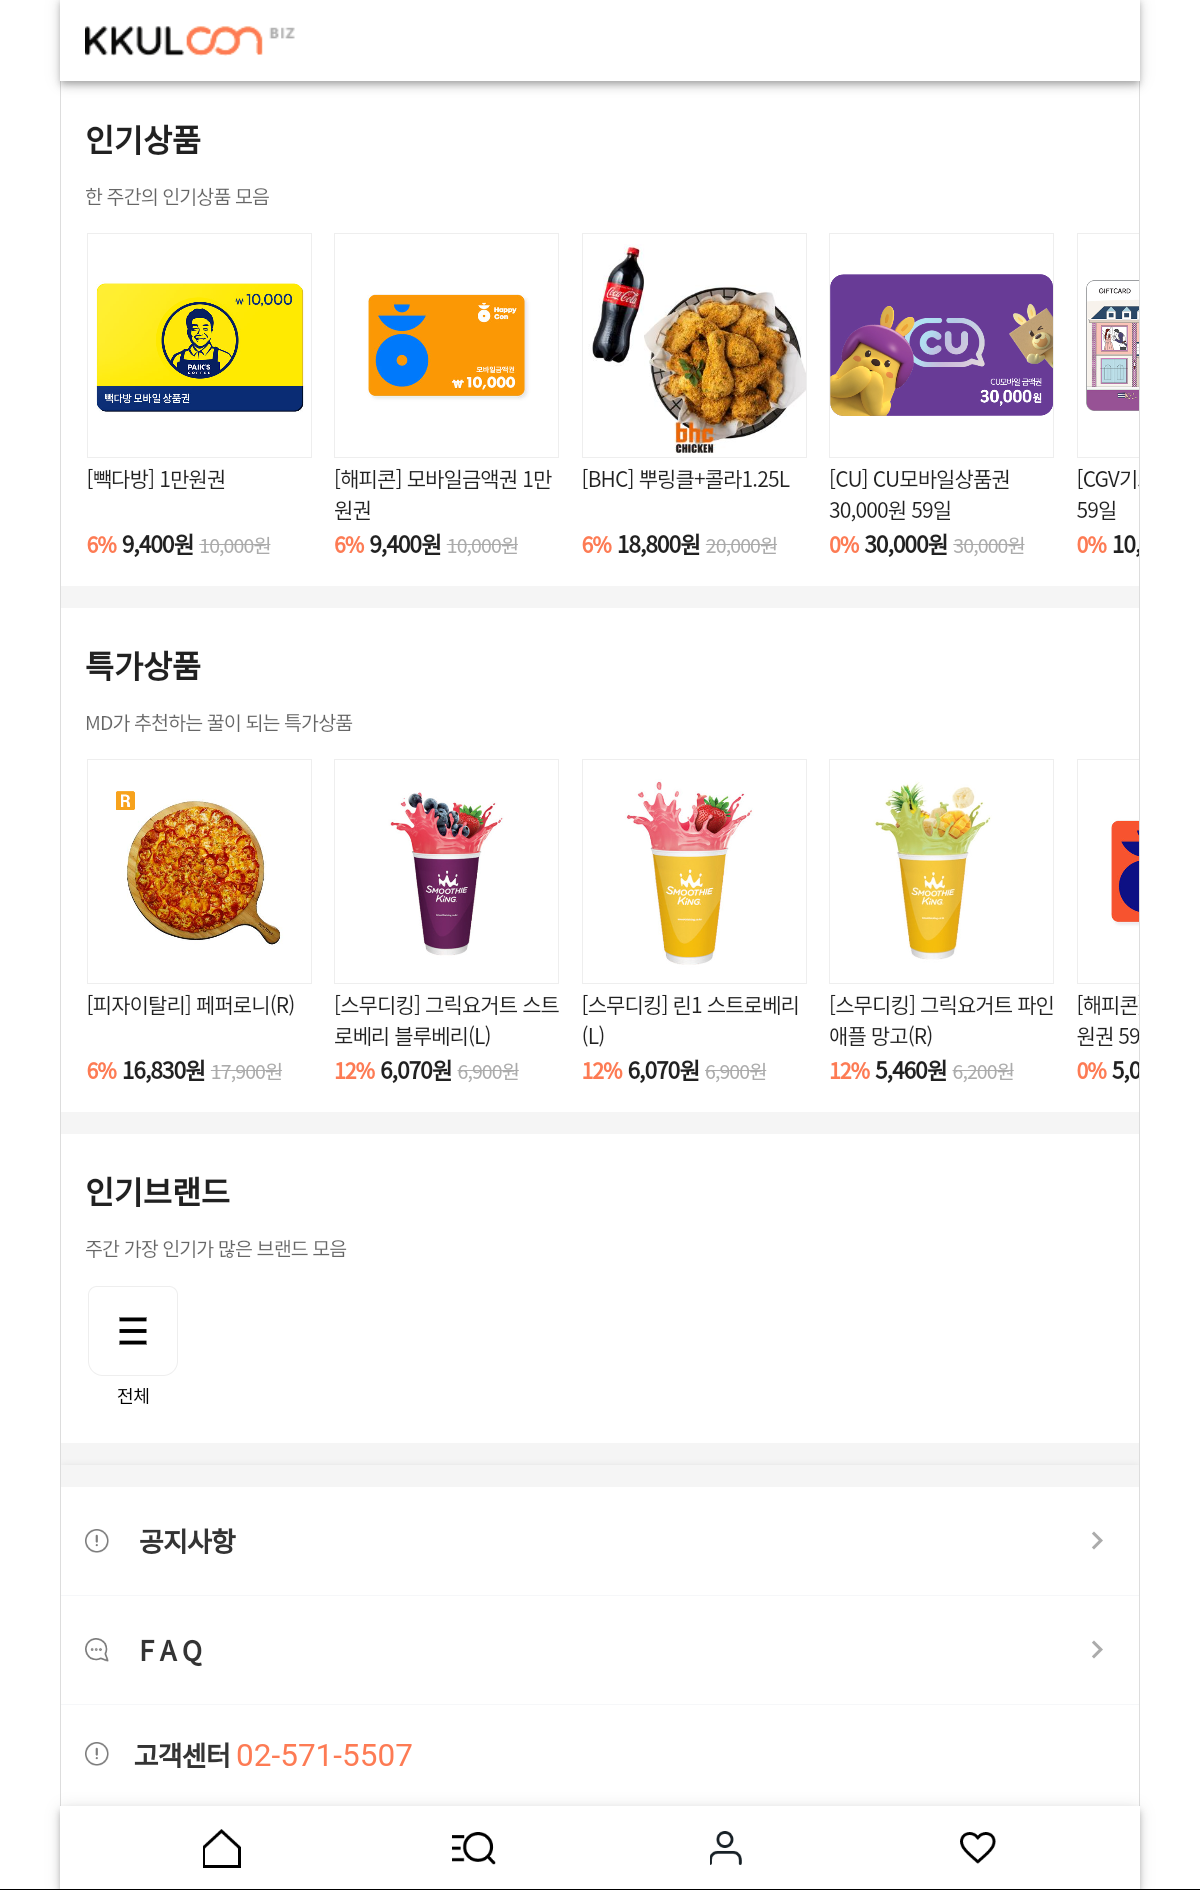 KKULCON BIZ
인기상품
한 주간의 인기상품 모음
₩ 10,000
PAIK'S
COFFEE
빽다방 모바일 상품권
Happy
Con
모바일금액권
₩ 10,000
Coca-Cola
bhc
CHICKEN
CU
CU모바일 금액권
30,000원
GIFTCARD
[빽다방] 1만원권
6% 9,400원 10,000원
[해피콘] 모바일금액권 1만
원권
6% 9,400원 10,000원
[BHC] 뿌링클+콜라1.25L
6% 18,800원 20,000원
[CU] CU모바일상품권
30,000원 59일
0% 30,000원 30,000원
[CGV기
59일
0% 10,
특가상품
MD가 추천하는 꿀이 되는 특가상품
R
SMOOTHIE
KING
SMOOTHIE
KING
SMOOTHIE
KING
[피자이탈리] 페퍼로니(R)
6% 16,830원 17,900원
[스무디킹] 그릭요거트 스트
로베리 블루베리(L)
12% 6,070원 6,900원
[스무디킹] 린1 스트로베리
(L)
12% 6,070원 6,900원
[스무디킹] 그릭요거트 파인
애플 망고(R)
12% 5,460원 6,200원
[해피콘
원권 59
0% 5,0
인기브랜드
주간 가장 인기가 많은 브랜드 모음
전체
공지사항
F A Q
고객센터 02-571-5507